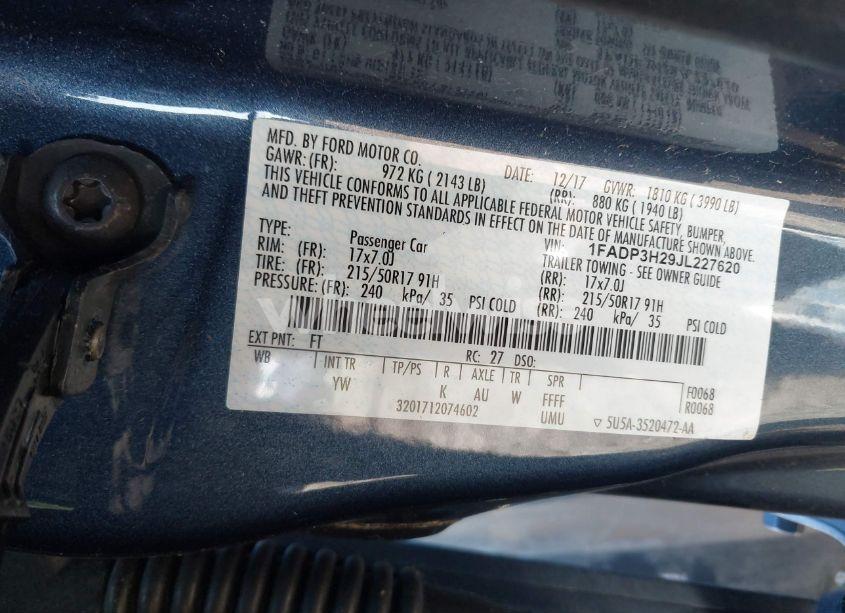 MFD. BY FORD MOTOR CO.
DATE: 12/17 GVWR: 1810 KG ( 3990 LB)
GAWR: (FR): 972 KG ( 2143 LB) (RR): 880 KG ( 1940 LB)
THIS VEHICLE CONFORMS TO ALL APPLICABLE FEDERAL MOTOR VEHICLE SAFETY, BUMPER,
AND THEFT PREVENTION STANDARDS IN EFFECT ON THE DATE OF MANUFACTURE SHOWN ABOVE.
VIN: 1FADP3H29JL227620
TYPE: Passenger Car TRAILER TOWING - SEE OWNER GUIDE
RIM: (FR): 17x7.0J (RR): 17x7.0J
TIRE: (FR): 215/50R17 91H (RR): 215/50R17 91H
PRESSURE: (FR): 240 kPa/ 35 PSI COLD (RR): 240 kPa/ 35 PSI COLD
EXT PNT: FT RC: 27 DSO:
WB INT TR TP/PS R AXLE TR SPR
YW K AU W FFFF F0068
R0068
3201712074602 UMU ▽ 5U5A-3520472-AA